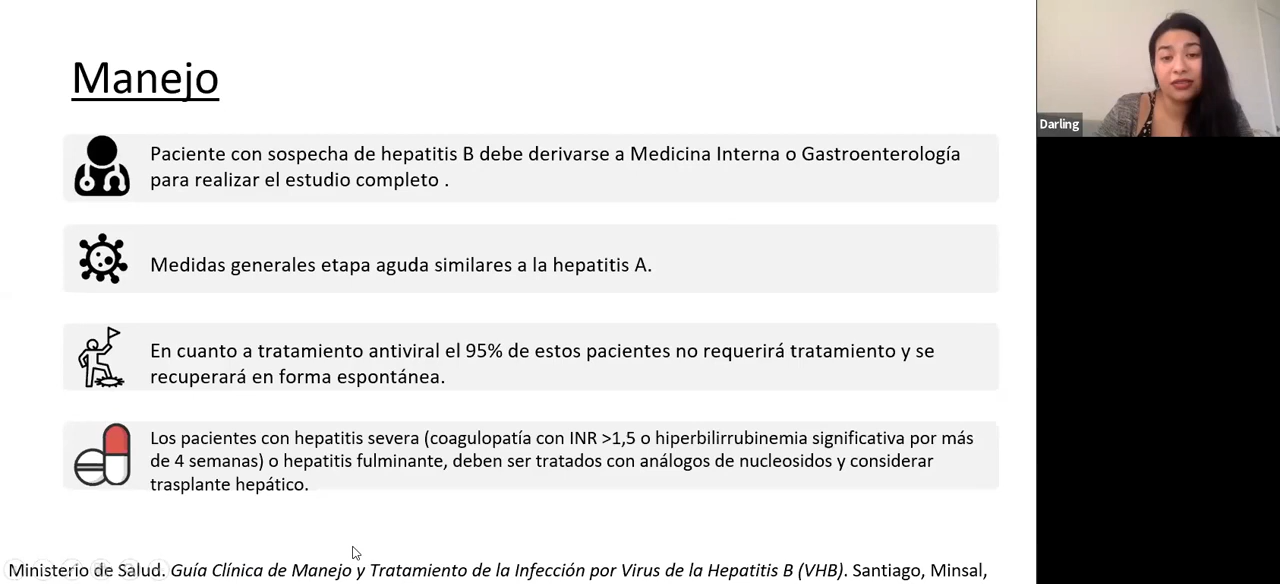 Manejo
Paciente con sospecha de hepatitis B debe derivarse a Medicina Interna o Gastroenterología
para realizar el estudio completo .
Medidas generales etapa aguda similares a la hepatitis A.
En cuanto a tratamiento antiviral el 95% de estos pacientes no requerirá tratamiento y se
recuperará en forma espontánea.
Los pacientes con hepatitis severa (coagulopatía con INR >1,5 o hiperbilirrubinemia significativa por más
de 4 semanas) o hepatitis fulminante, deben ser tratados con análogos de nucleosidos y considerar
trasplante hepático.
Ministerio de Salud. Guía Clínica de Manejo y Tratamiento de la Infección por Virus de la Hepatitis B (VHB). Santiago, Minsal,
Darling